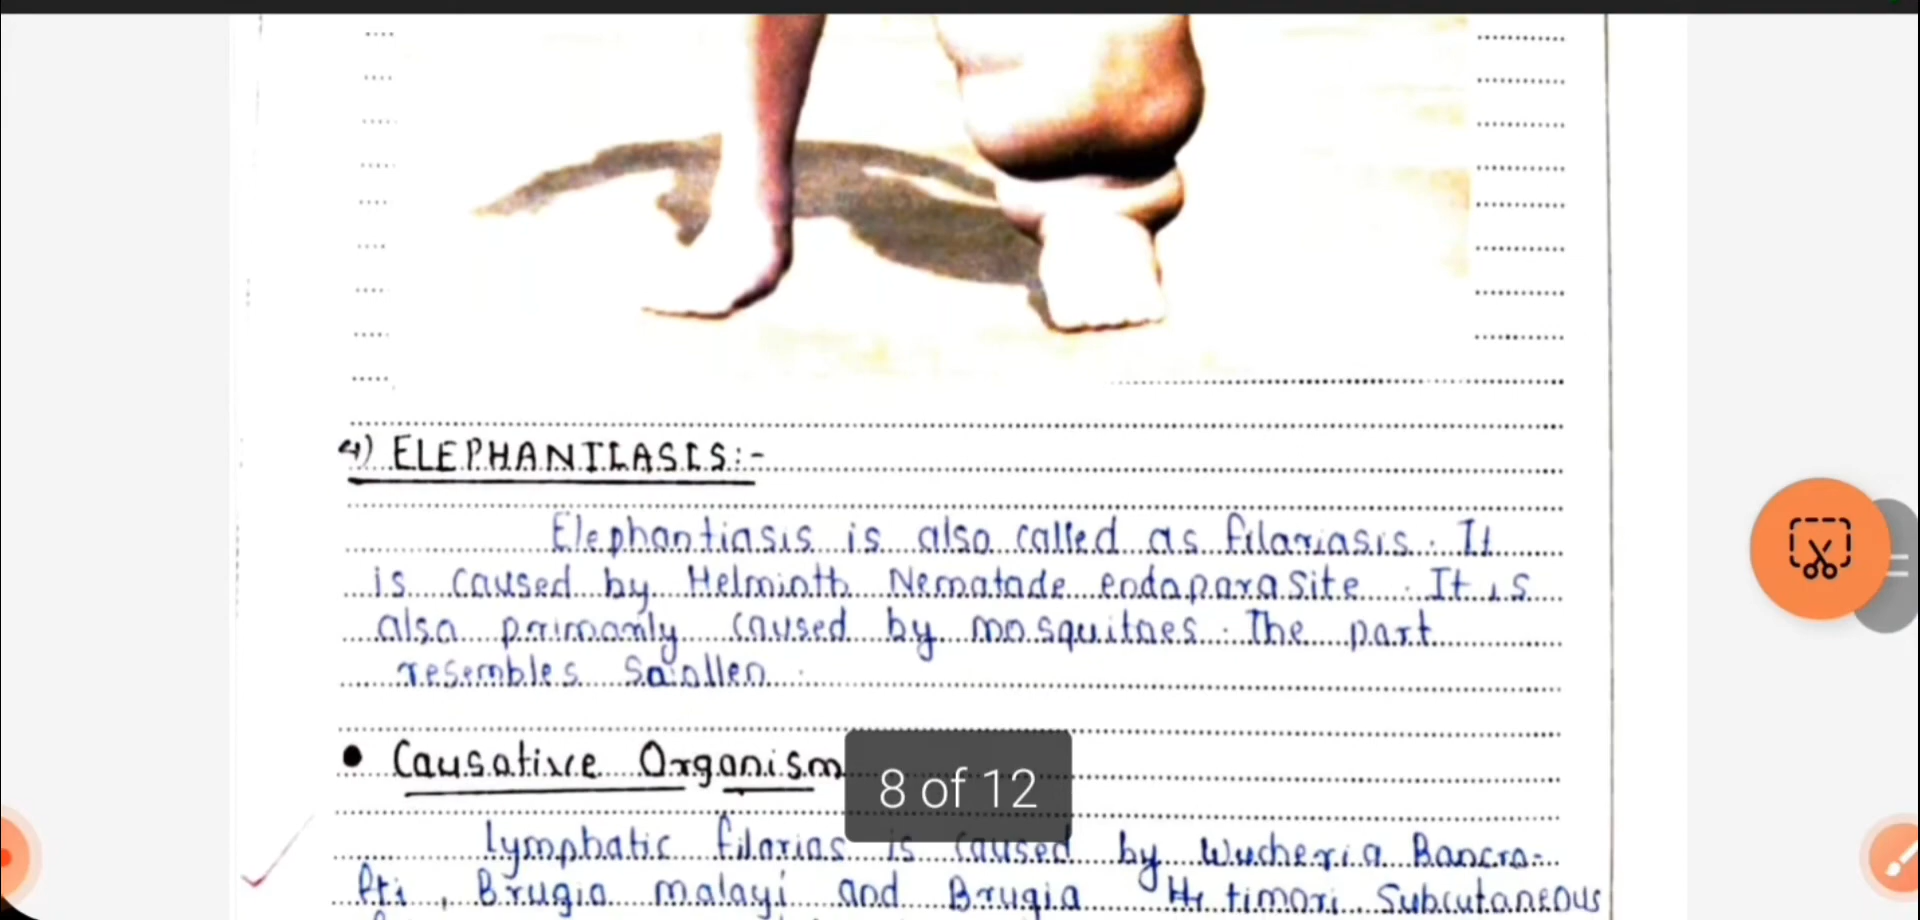 4) ELEPHANTIASIS:-
Elephantiasis is also called as filariasis. It
is caused by Helminth Nematode endoparasite. It is
also primarily caused by mosquitoes. The part
resembles
• Causative Organism
8 of 12
Lymphatic filarias is caused by Wucheria Bancro-
fti, Brugia malayi and Brugia timori. Subcutaneous